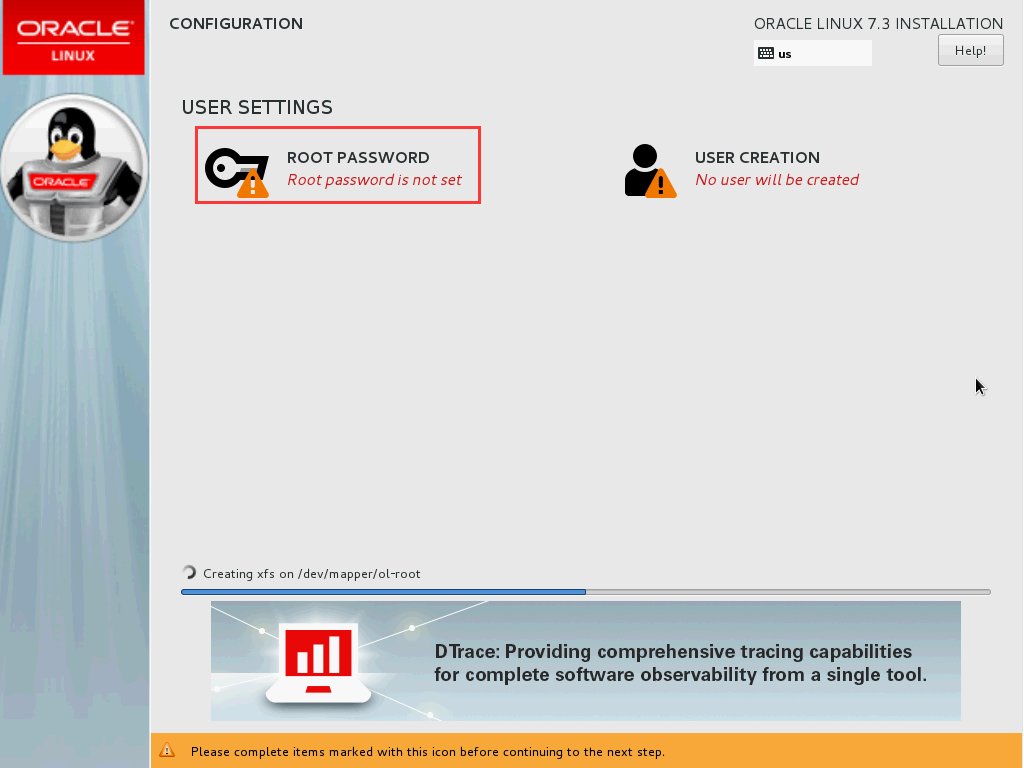 ORACLE
LINUX
CONFIGURATION
ORACLE LINUX 7.3 INSTALLATION
us
Help!
ORACLE
USER SETTINGS
ROOT PASSWORD
Root password is not set
USER CREATION
No user will be created
Creating xfs on /dev/mapper/ol-root
DTrace: Providing comprehensive tracing capabilities
for complete software observability from a single tool.
Please complete items marked with this icon before continuing to the next step.